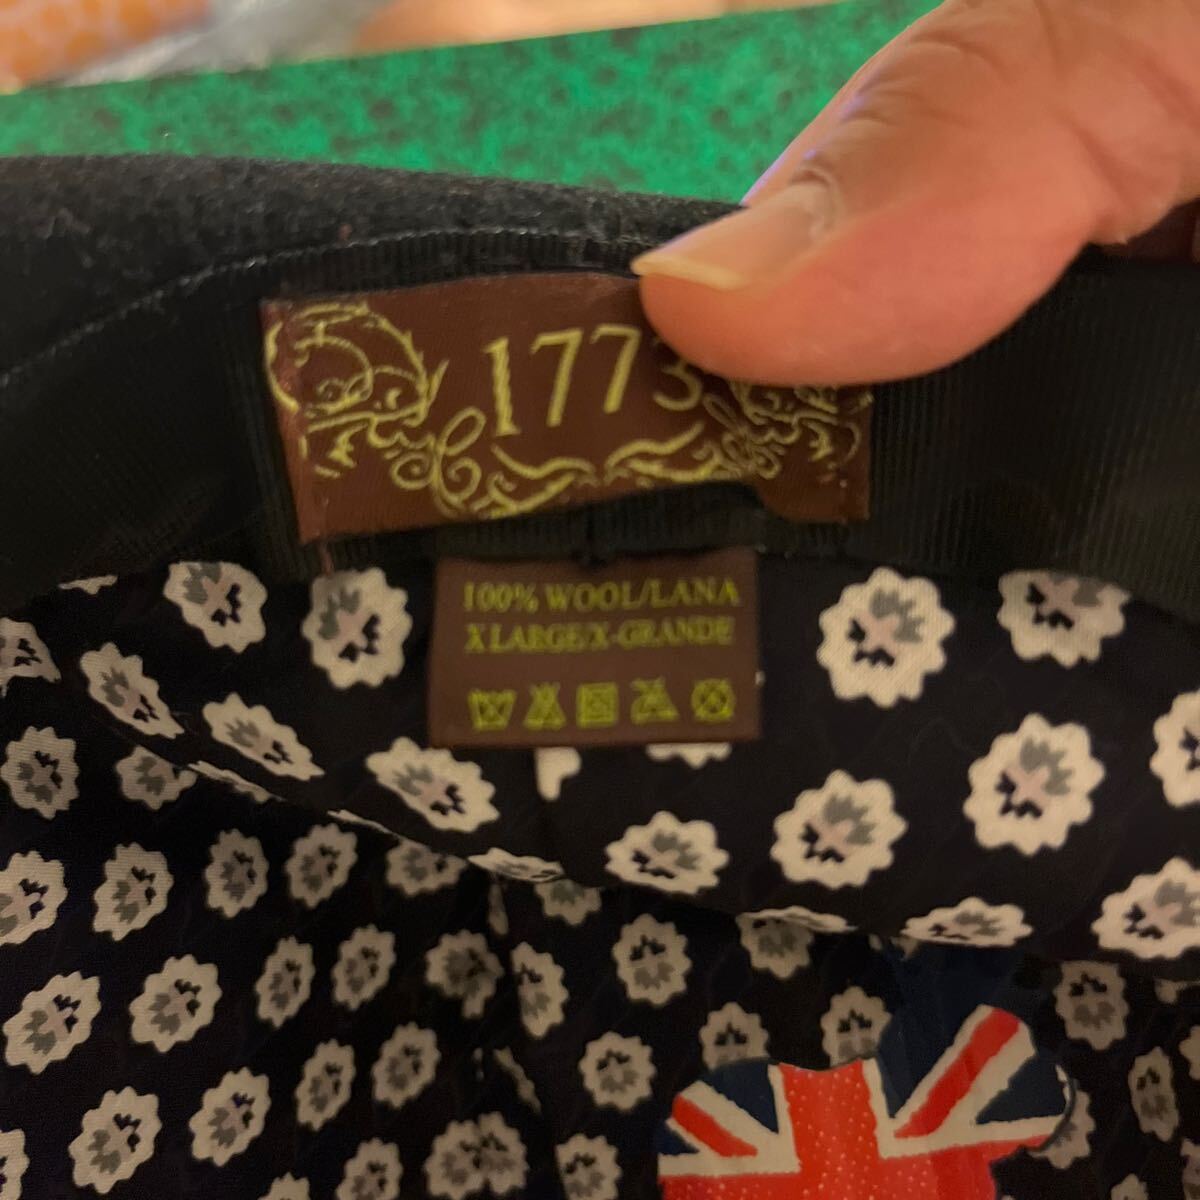 1773
100% WOOL/LANA
X LARGE/X-GRANDE